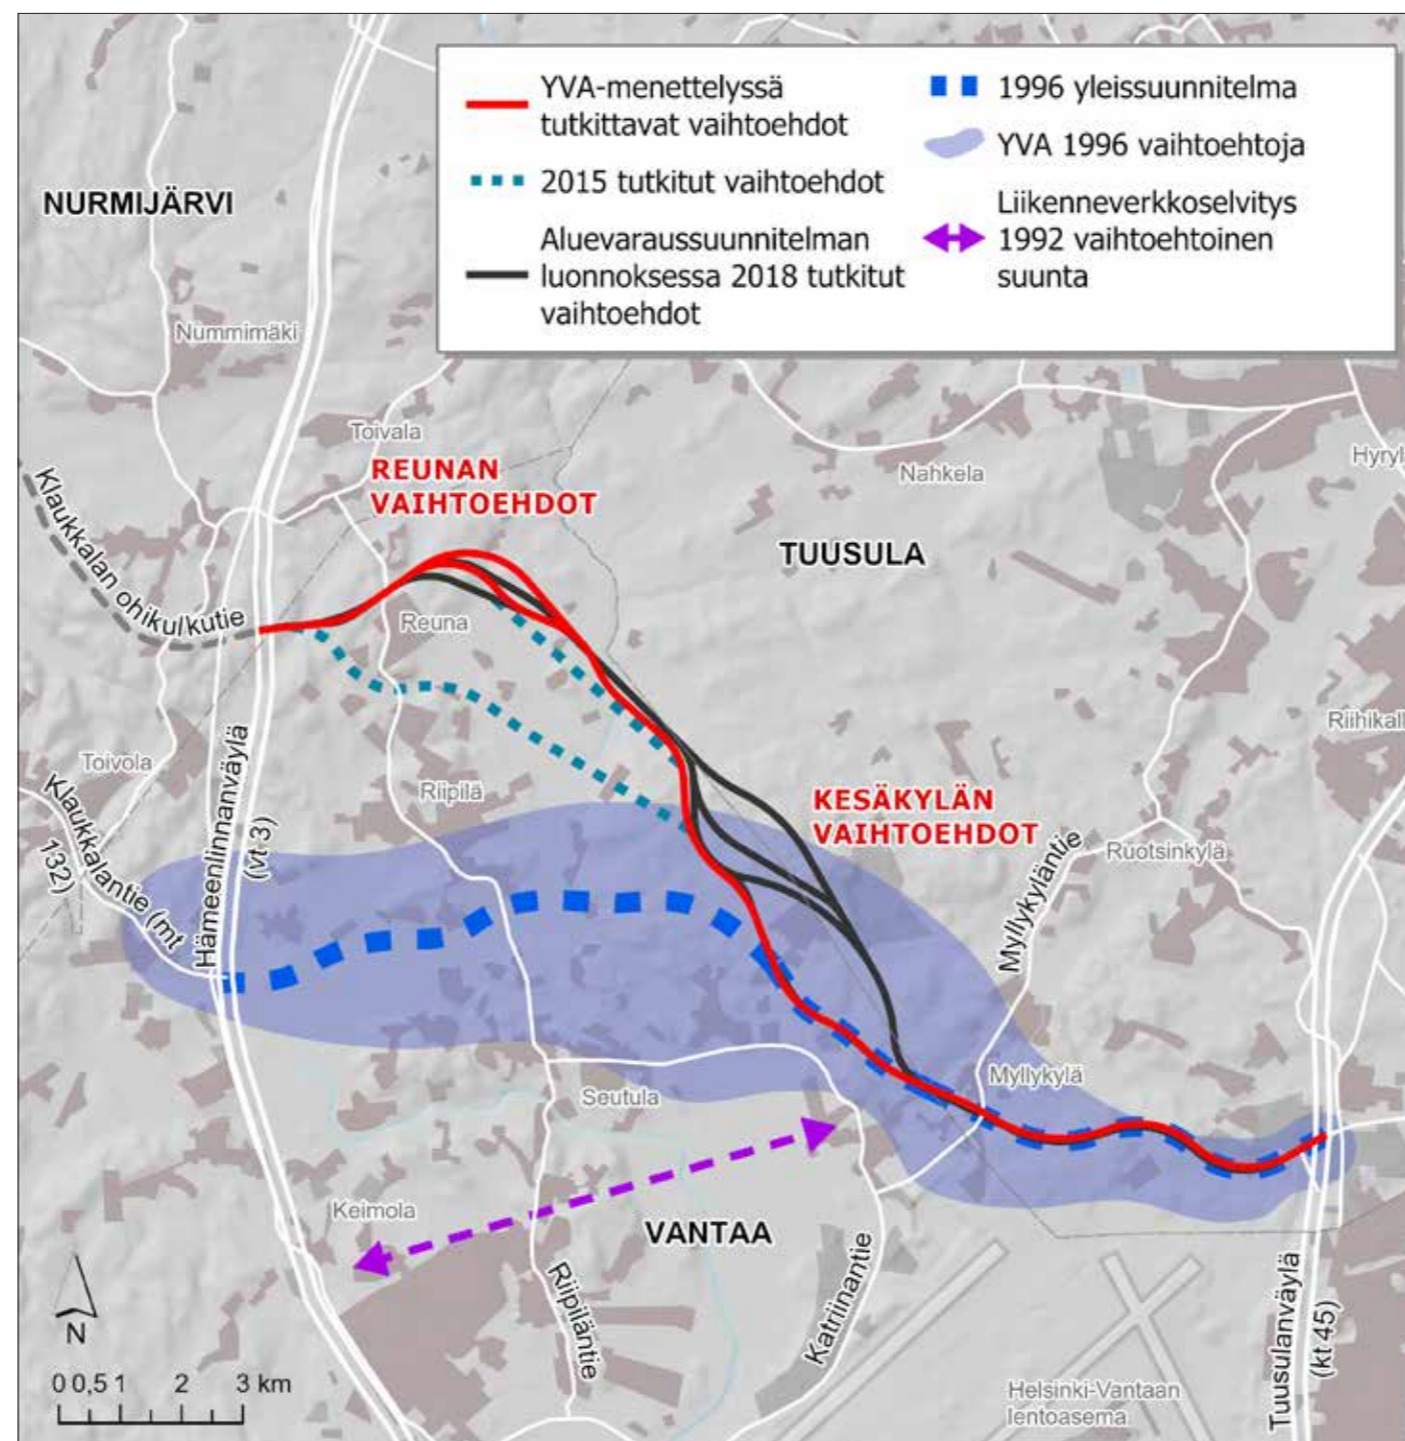 YVA-menettelyssä
tutkittavat vaihtoehdot
2015 tutkitut vaihtoehdot
Aluevaraussuunnitelman
luonnoksessa 2018 tutkitut
vaihtoehdot
1996 yleissuunnitelma
YVA 1996 vaihtoehtoja
Liikenneverkkoselvitys
1992 vaihtoehtoinen
suunta
NURMIJÄRVI
Nummimäki
Toivala
REUNAN
VAIHTOEHDOT
Nahkela
Hyryl
TUUSULA
Klaukkalan ohikulkutie
Reuna
Riihikall
Toivola
Riipilä
Klaukkalantie (mt
132)
Hämeenlinnanväylä
(vt 3)
KESÄKYLÄN
VAIHTOEHDOT
Ruotsinkylä
Myllykyläntie
Myllykylä
Seutula
Keimola
VANTAA
Riipiläntie
Katriinantie
Tuusulanväylä
(kt 45)
Helsinki-Vantaan
lentoasema
N
0 0,5 1 2 3 km